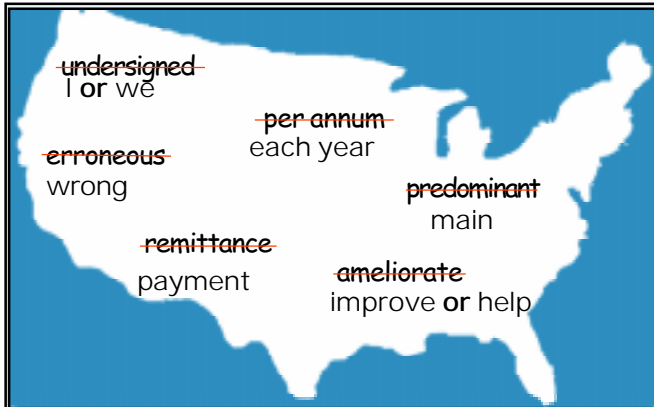 undersigned
I or we
per annum
each year
erroneous
wrong
predominant
main
remittance
payment
ameliorate
improve or help